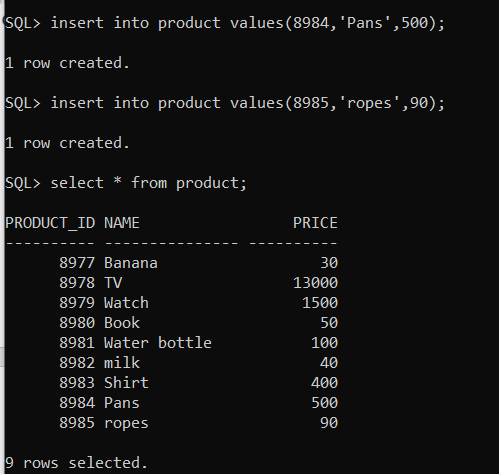 SQL> insert into product values(8984,'Pans',500);
1 row created.
SQL> insert into product values(8985,'ropes',90);
1 row created.
SQL> select * from product;
PRODUCT_ID NAME                 PRICE
---------- --------------- ----------
      8977 Banana                  30
      8978 TV                   13000
      8979 Watch                 1500
      8980 Book                    50
      8981 Water bottle           100
      8982 milk                    40
      8983 Shirt                  400
      8984 Pans                   500
      8985 ropes                   90
9 rows selected.